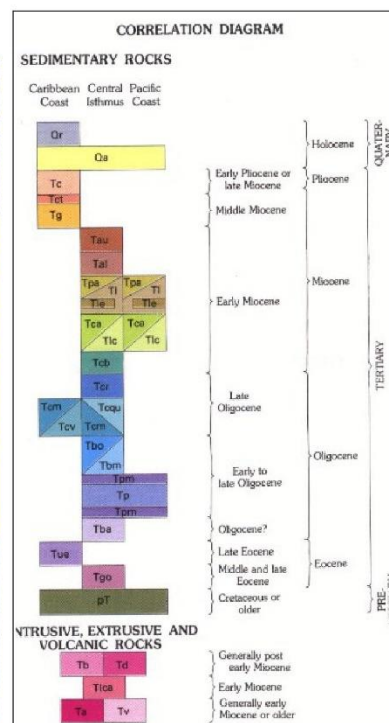 CORRELATION DIAGRAM
SEDIMENTARY ROCKS
Caribbean Coast
Central Isthmus
Pacific Coast
Qr
Qa
Holocene
QUATER-
NARY
Tc
Tct
Early Pliocene or
late Miocene
Pliocene
Tg
Middle Miocene
Tau
Tal
Tpa
Tl
Tpa
Tl
Tle
Tle
Early Miocene
Miocene
Tca
Tlc
Tca
Tlc
Tcb
TERTIARY
Tcr
Tcm
Tcv
Tcqu
Tcm
Late
Oligocene
Tbo
Tbm
Tpm
Tp
Tpm
Early to
late Oligocene
Oligocene
Tba
Oligocene?
Tue
Late Eocene
Tgo
Middle and late
Eocene
Eocene
pT
Cretaceous or
older
PRE-
NTRUSIVE, EXTRUSIVE AND
VOLCANIC ROCKS
Tb
Td
Generally post
early Miocene
Tlca
Early Miocene
Ta
Tv
Generally early
Miocene or older